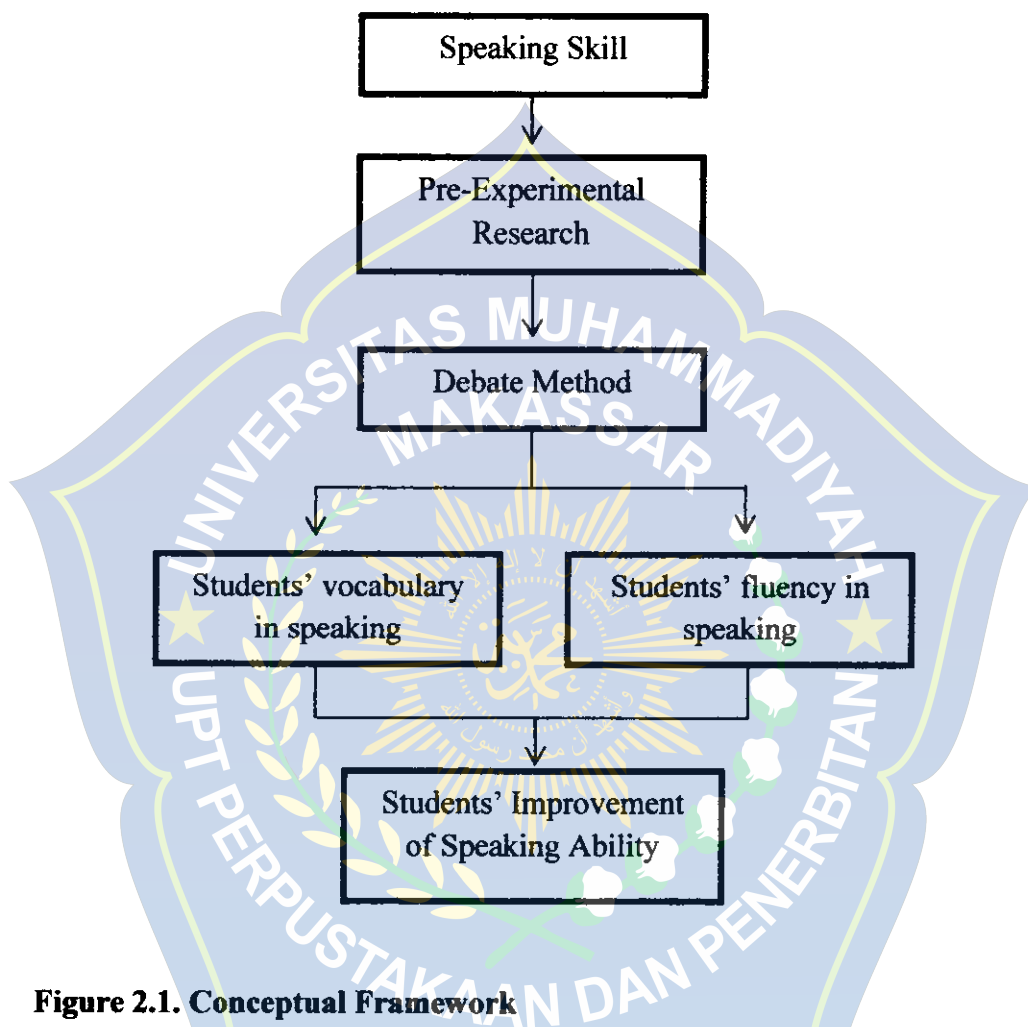 Speaking Skill
Pre-Experimental
Research
Debate Method
Students’ vocabulary
in speaking
Students’ fluency in
speaking
Students’ Improvement
of Speaking Ability
Figure 2.1. Conceptual Framework
UNIVERSITAS MUHAMMADIYAH
MAKASSAR
UPT PERPUSTAKAAN DAN PENERBITAN